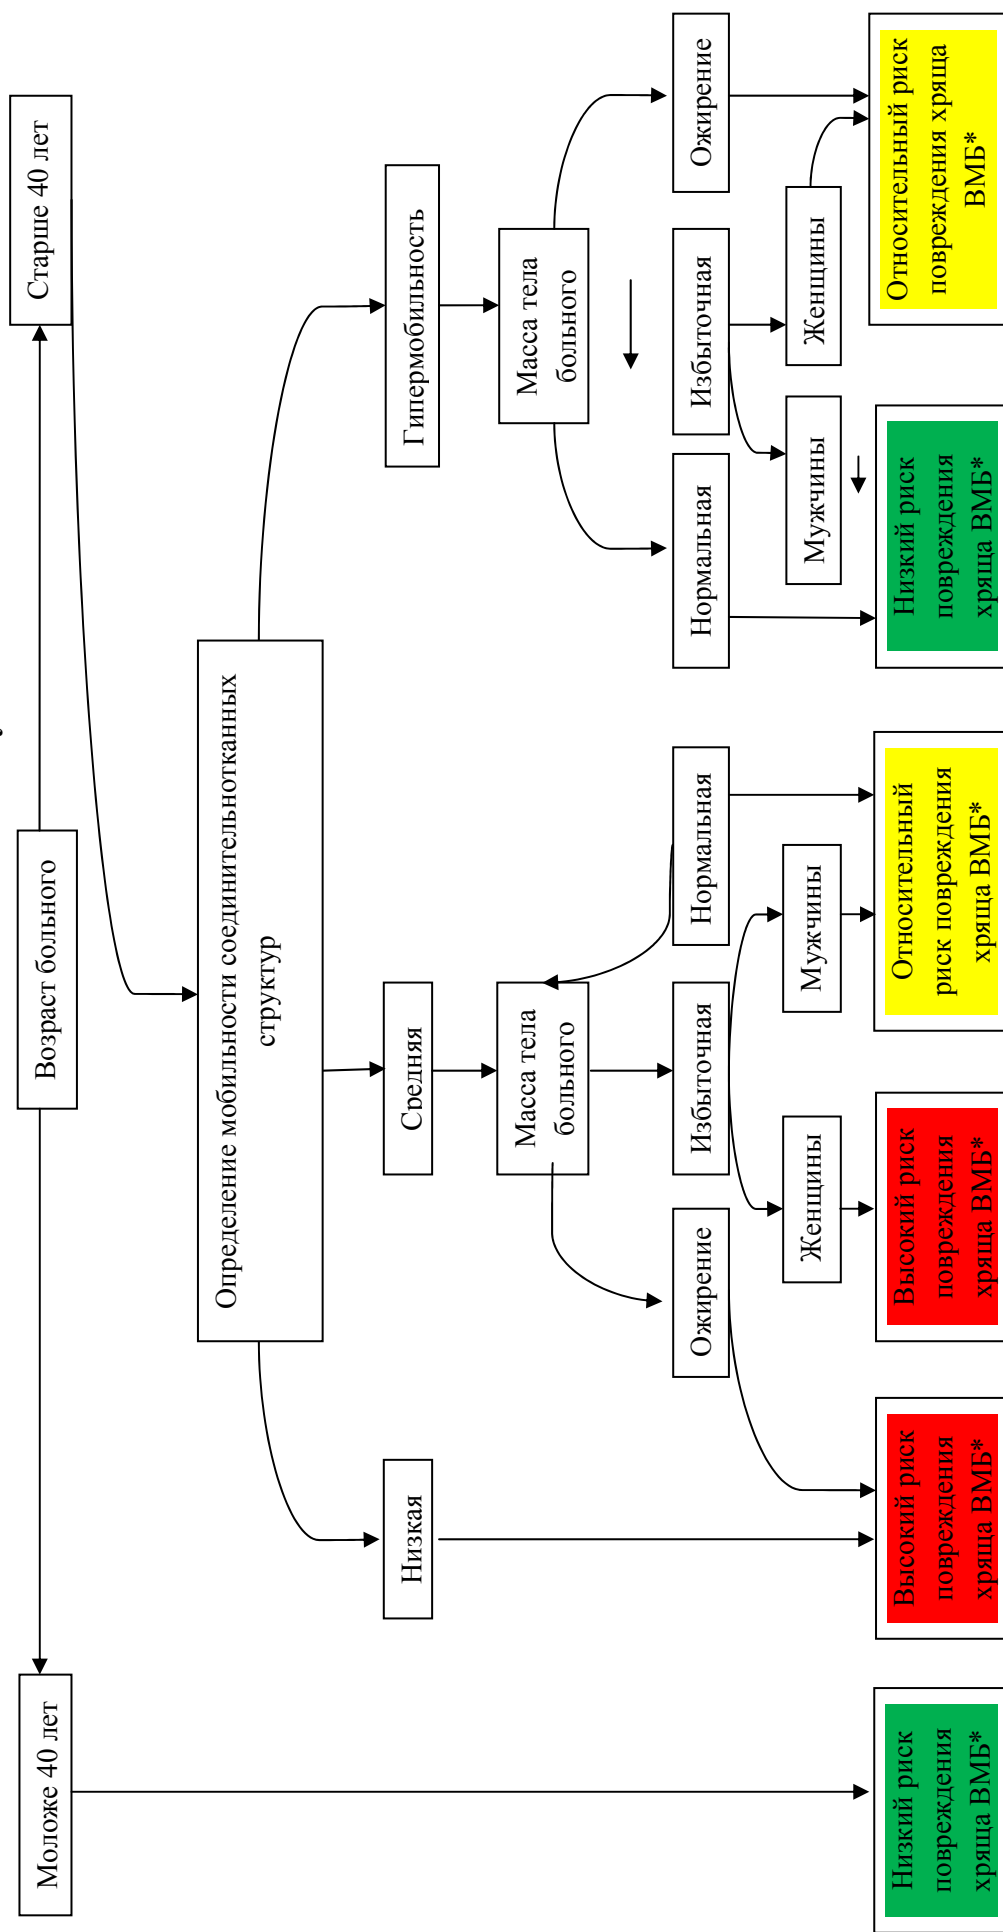 Возраст больного
Моложе 40 лет
Старше 40 лет
Определение мобильности соединительнотканных
структур
Низкая
Средняя
Гипермобильность
Масса тела
больного
Масса тела
больного
Ожирение
Избыточная
Нормальная
Нормальная
Избыточная
Ожирение
Женщины
Мужчины
Мужчины
Женщины
Низкий риск
повреждения
хряща ВМБ*
Высокий риск
повреждения
хряща ВМБ*
Высокий риск
повреждения
хряща ВМБ*
Относительный
риск повреждения
хряща ВМБ*
Низкий риск
повреждения
хряща ВМБ*
Относительный риск
повреждения хряща
ВМБ*